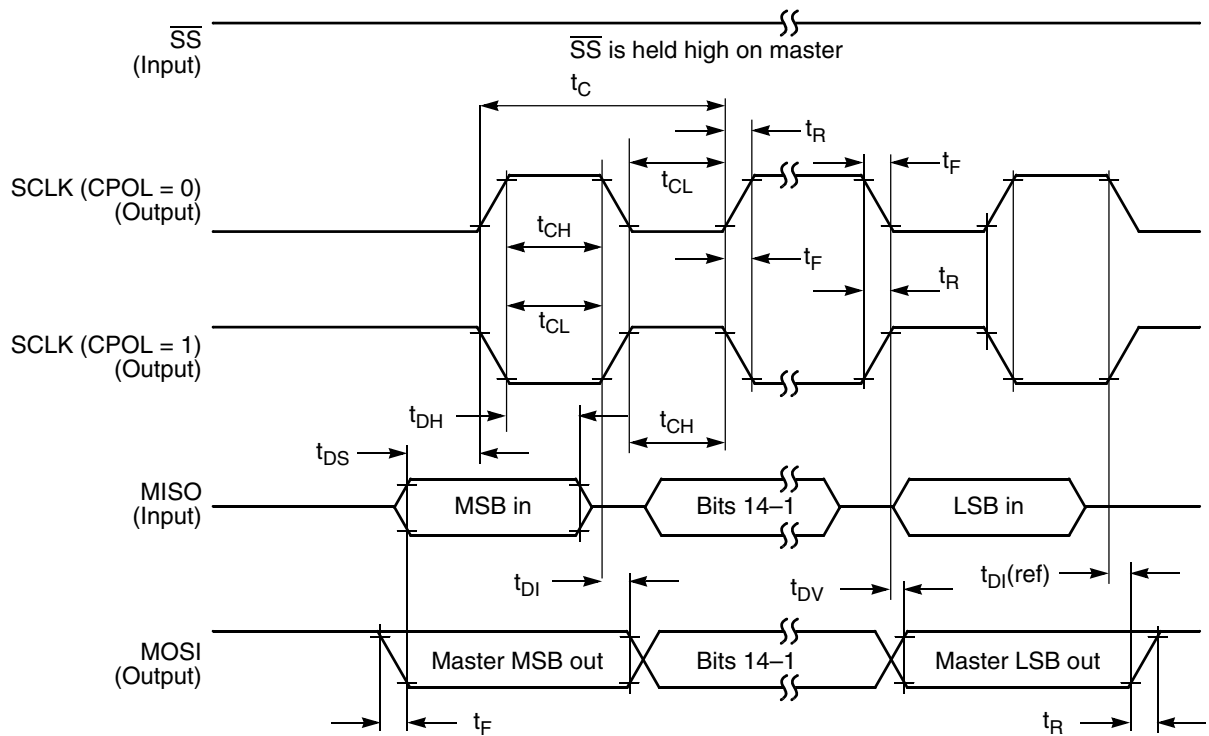 SS
(Input)
SS is held high on master
tC
tR
tF
SCLK (CPOL = 0)
(Output)
tCL
tCH
tF
tR
tCL
SCLK (CPOL = 1)
(Output)
tDH
tCH
tDS
MISO
(Input)
MSB in
Bits 14–1
LSB in
tDI
tDV
tDI(ref)
MOSI
(Output)
Master MSB out
Bits 14–1
Master LSB out
tF
tR